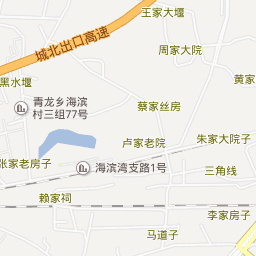 王家大堰
城北出口高速
周家大院
黑水堰
黄家
青龙乡海滨
村三组77号
蔡家丝房
卢家老院
朱家大院子
张家老房子
海滨湾支路1号
三角线
赖家祠
李家房子
马道子